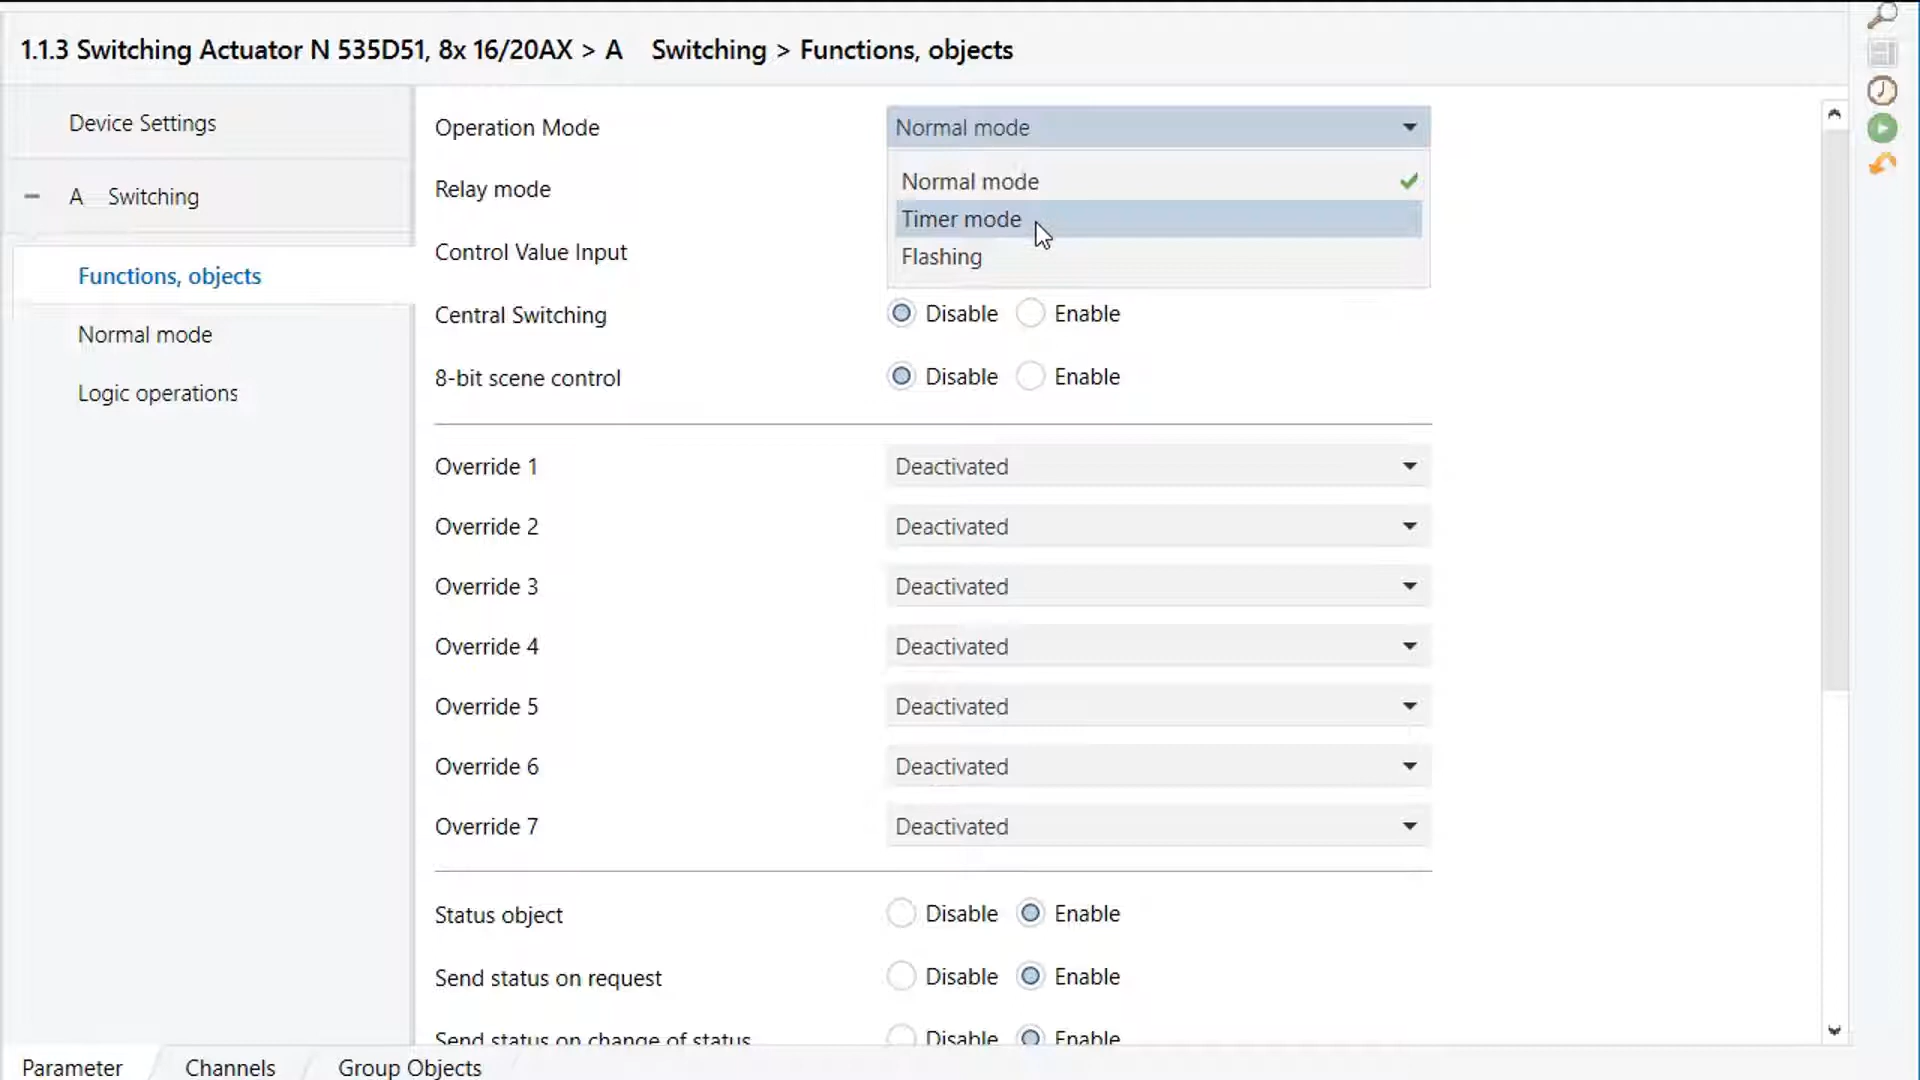 1.1.3 Switching Actuator N 535D51, 8x 16/20AX > A Switching > Functions, objects
Device Settings
A Switching
Functions, objects
Normal mode
Logic operations
Operation Mode Normal mode
Normal mode
Timer mode
Flashing
Relay mode
Control Value Input
Central Switching Disable Enable
8-bit scene control Disable Enable
Override 1 Deactivated
Override 2 Deactivated
Override 3 Deactivated
Override 4 Deactivated
Override 5 Deactivated
Override 6 Deactivated
Override 7 Deactivated
Status object Disable Enable
Send status on request Disable Enable
Send status on change of status Disable Enable
Parameter Channels Group Objects